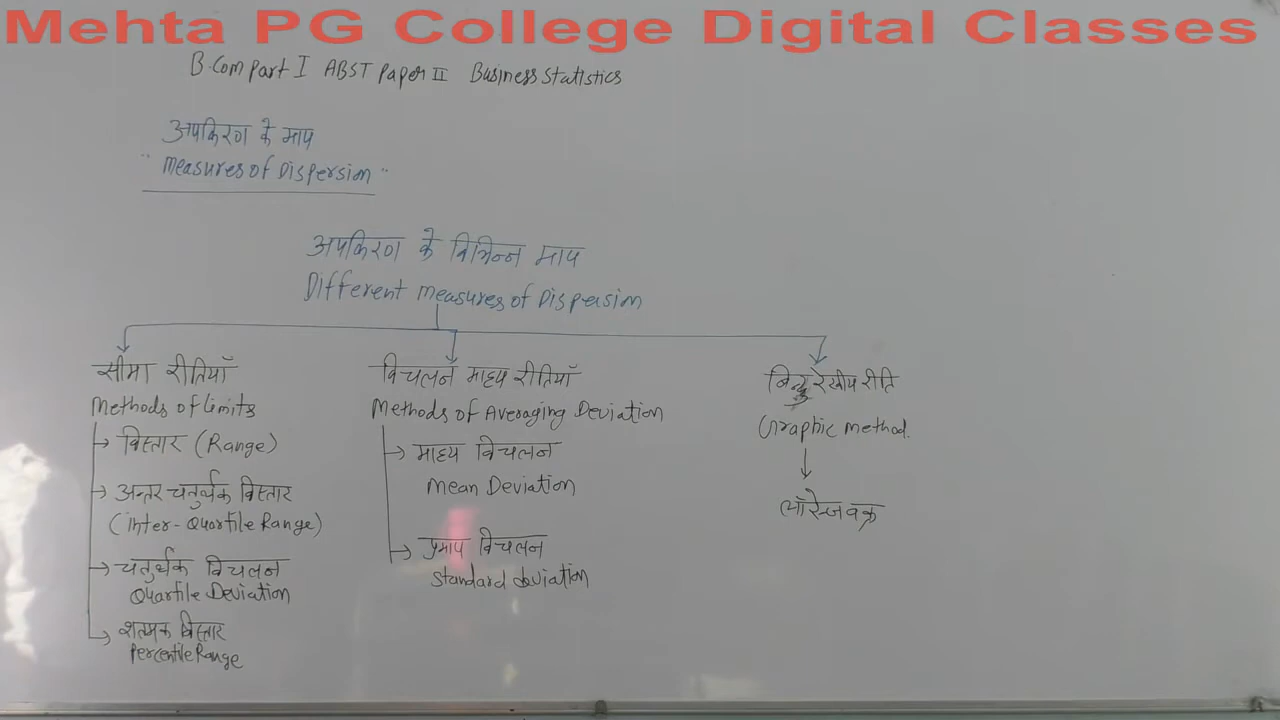 Mehta PG College Digital Classes
B.Com Part I ABST Paper II Business Statistics
अपकिरण के माप
"Measures of Dispersion"
अपकिरण के विभिन्न माप
Different measures of Dispersion
सीमा रीतियाँ
Methods of limits
विस्तार (Range)
अन्तर चतुर्थक विस्तार
(inter-Quartile Range)
चतुर्थक विचलन
Quartile Deviation
शतमक विस्तार
Percentile Range
विचलन माध्य रीतियाँ
Methods of Averaging Deviation
माध्य विचलन
Mean Deviation
प्रमाप विचलन
Standard deviation
बिन्दु रेखीय रीति
Graphic method.
लॉरेन्ज वक्र